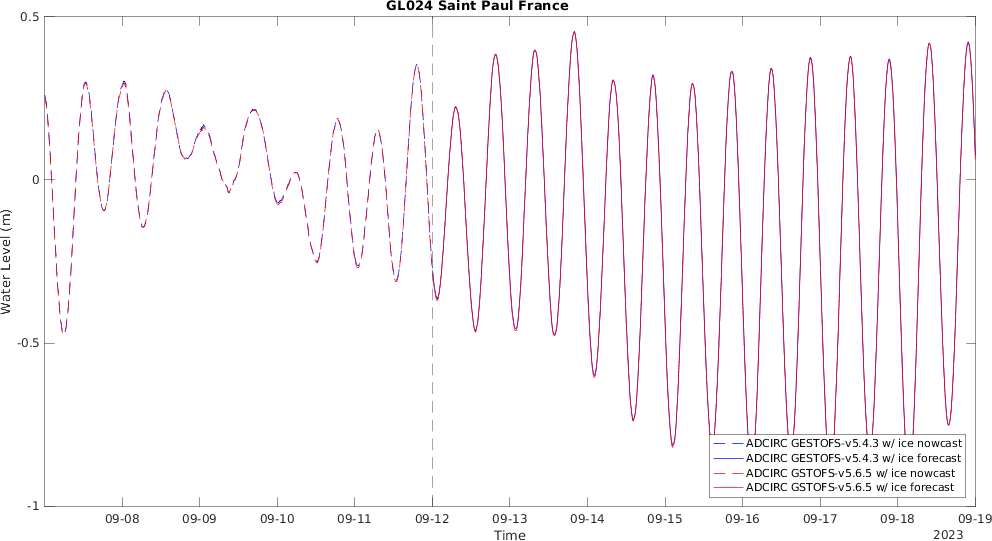 GL024 Saint Paul France
0.5
0
-0.5
-1
Water Level (m)
ADCIRC GESTOFS-v5.4.3 w/ ice nowcast
ADCIRC GESTOFS-v5.4.3 w/ ice forecast
ADCIRC GSTOFS-v5.6.5 w/ ice nowcast
ADCIRC GSTOFS-v5.6.5 w/ ice forecast
09-08 09-09 09-10 09-11 09-12 09-13 09-14 09-15 09-16 09-17 09-18 09-19
Time
2023